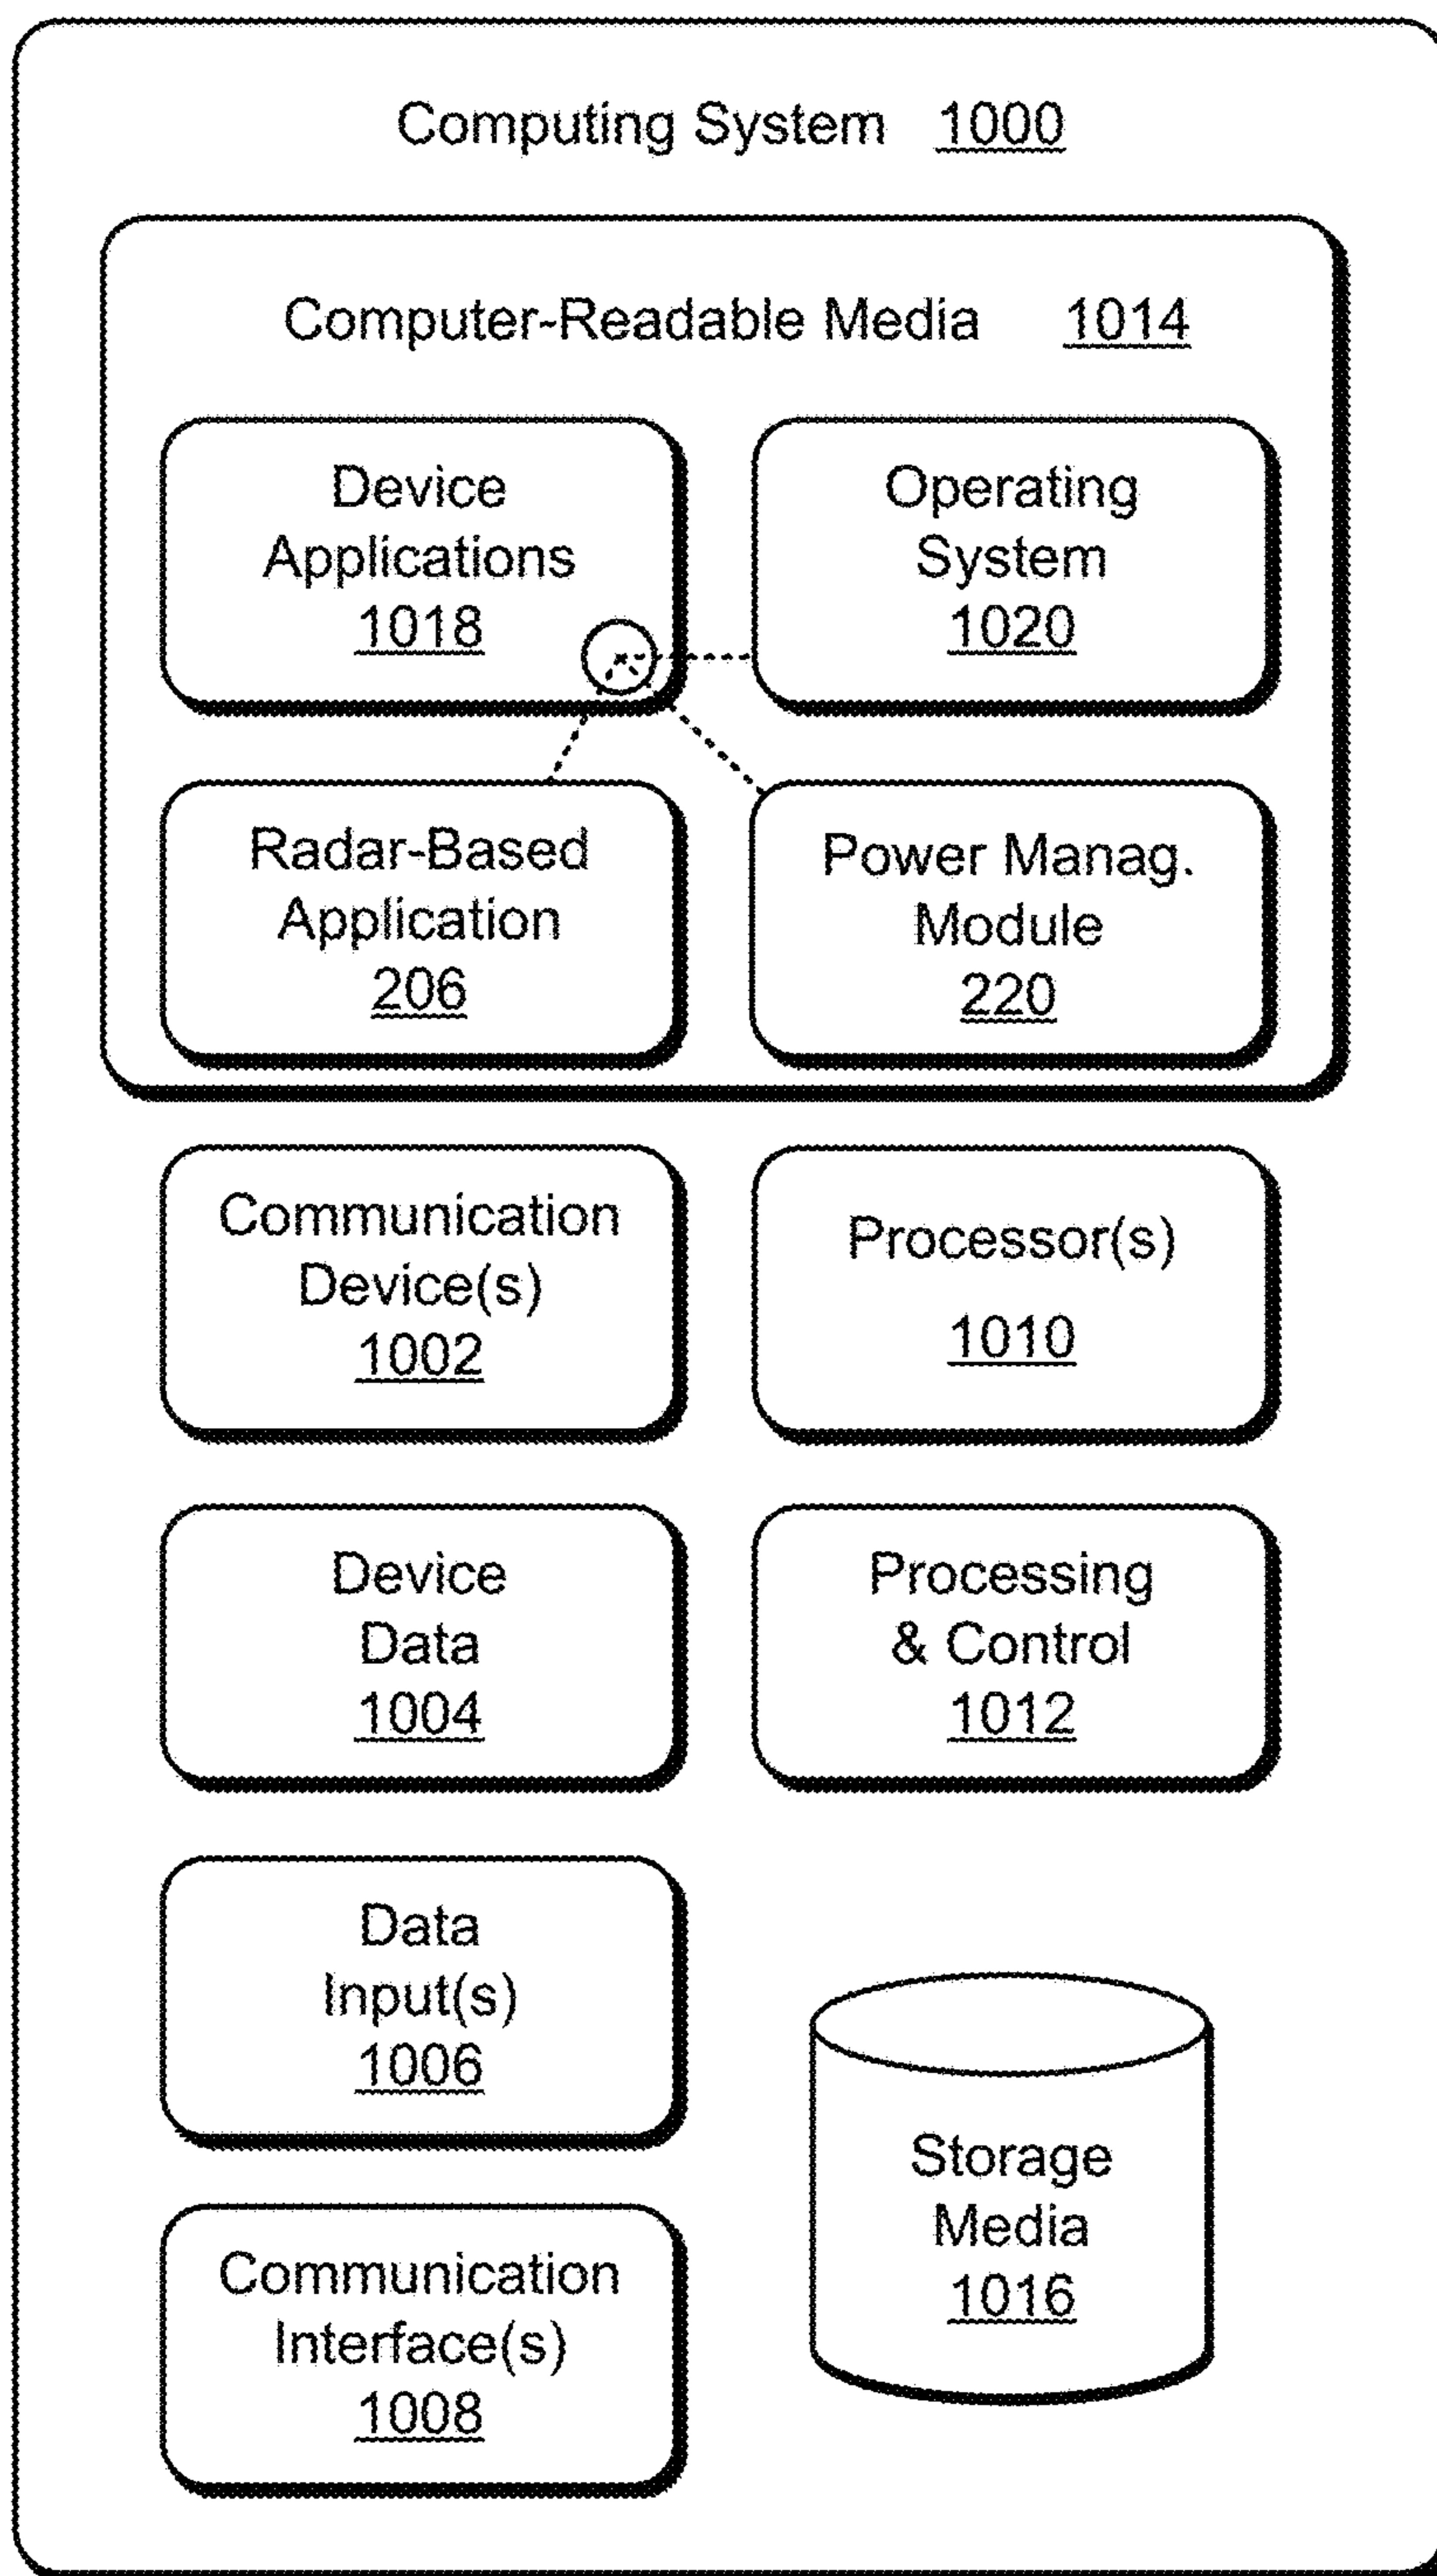 Computing System 1000
Computer-Readable Media 1014
Device
Applications
1018
Operating
System
1020
Radar-Based
Application
206
Power Manag.
Module
220
Communication
Device(s)
1002
Processor(s)
1010
Device
Data
1004
Processing
& Control
1012
Data
Input(s)
1006
Storage
Media
1016
Communication
Interface(s)
1008